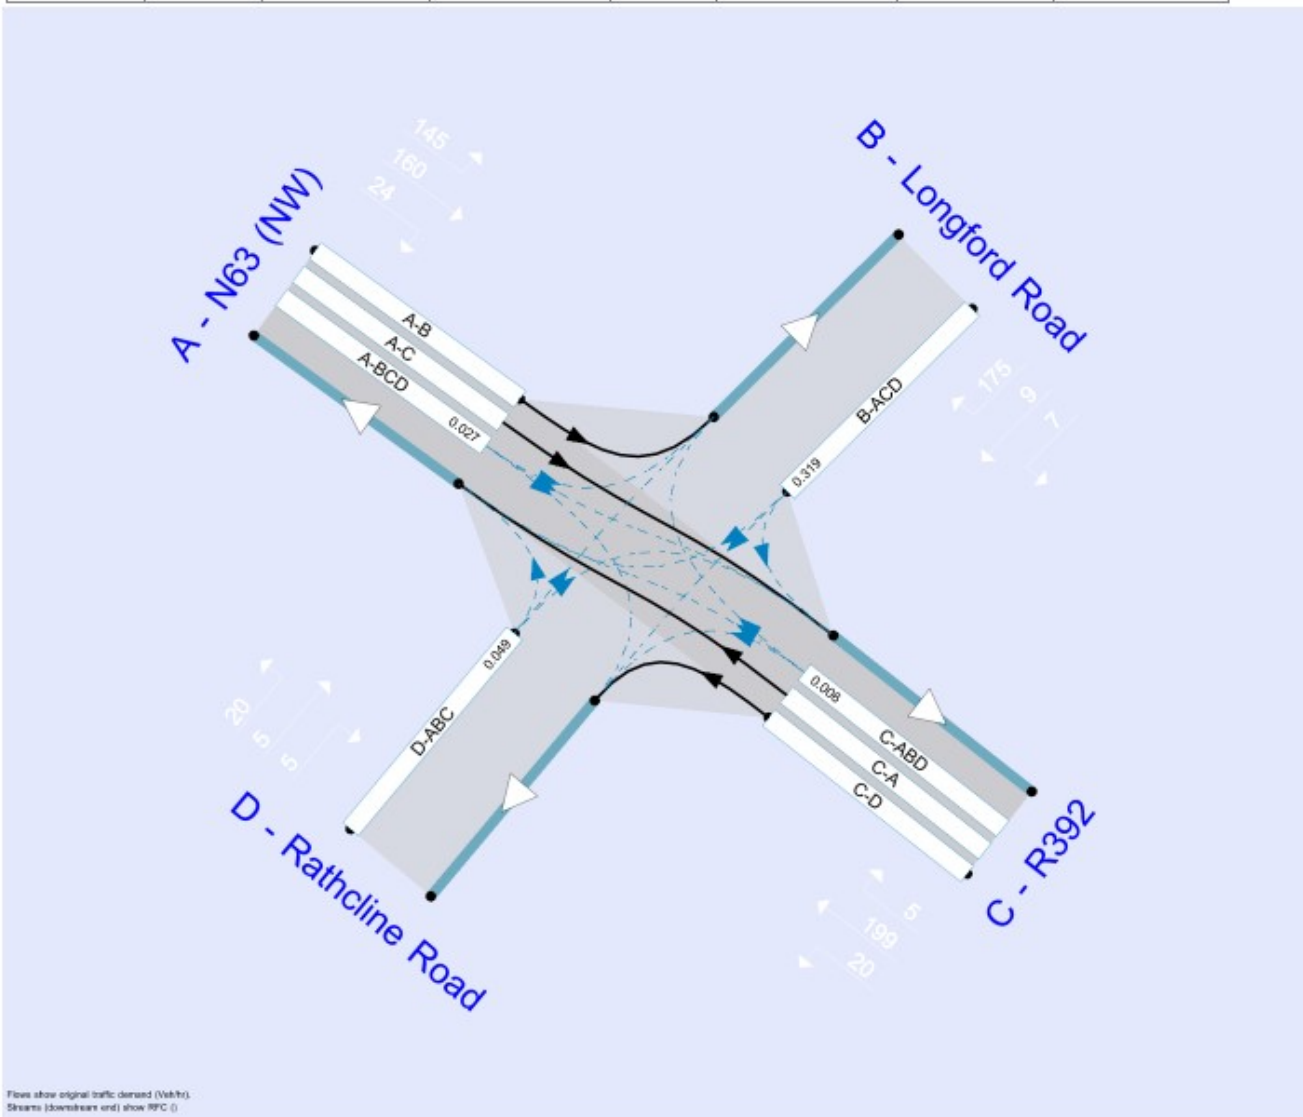 145
160
24
A - N63 (NW)
B - Longford Road
A-B
A-C
A-BCD
0.027
175
9
7
B-ACD
0.319
0.049
D-ABC
20
5
5
D - Rathcline Road
0.008
C-ABD
C-A
C-D
C - R392
5
199
20
Flows show original traffic demand (Veh/hr).
Streams (downstream end) show RFC ()